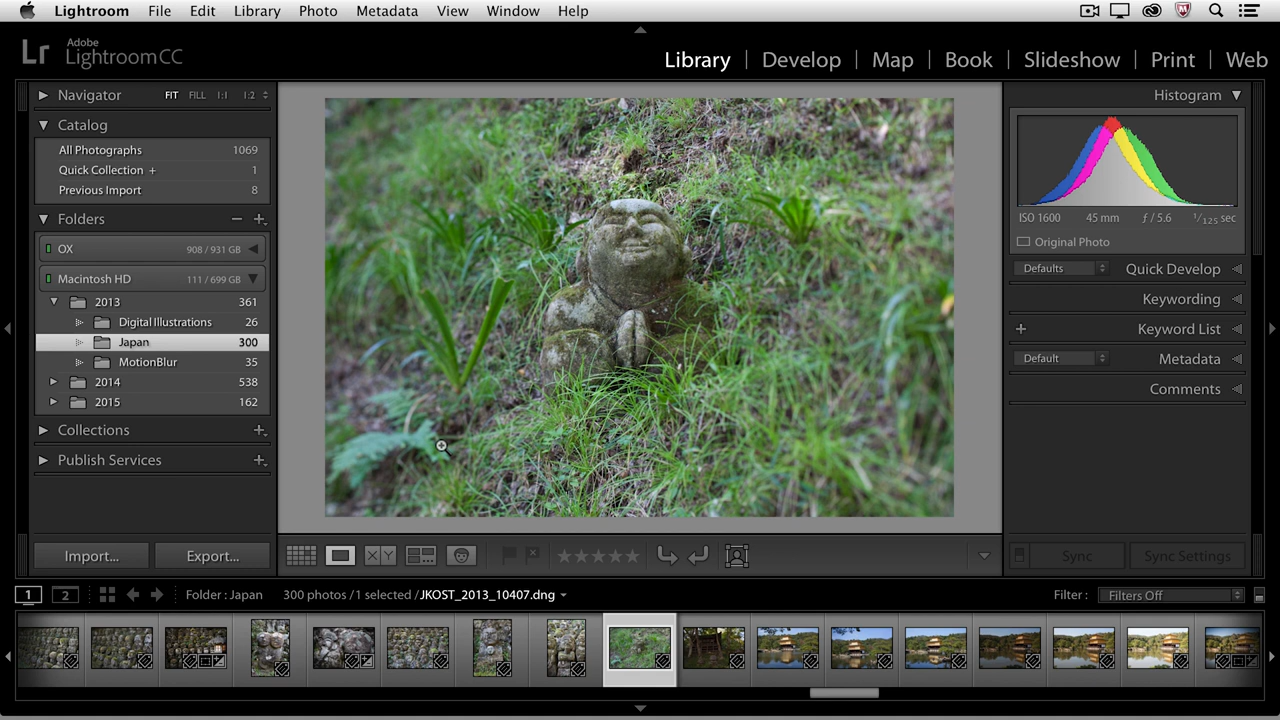 Lightroom File Edit Library Photo Metadata View Window Help
Lr Adobe
LightroomCC
Library | Develop | Map | Book | Slideshow | Print | Web
Navigator FIT FILL 1:1 1:2
Catalog
All Photographs 1069
Quick Collection + 1
Previous Import 8
Folders − +
OX 908 / 931 GB
Macintosh HD 111 / 699 GB
2013 361
Digital Illustrations 26
Japan 300
MotionBlur 35
2014 538
2015 162
Collections +
Publish Services +
Import... Export...
Histogram
ISO 1600 45 mm ƒ / 5.6 1/125 sec
Original Photo
Defaults Quick Develop
Keywording
+ Keyword List
Default Metadata
Comments
X Y
Sync Sync Settings
1 2 Folder : Japan 300 photos / 1 selected / JKOST_2013_10407.dng Filter : Filters Off